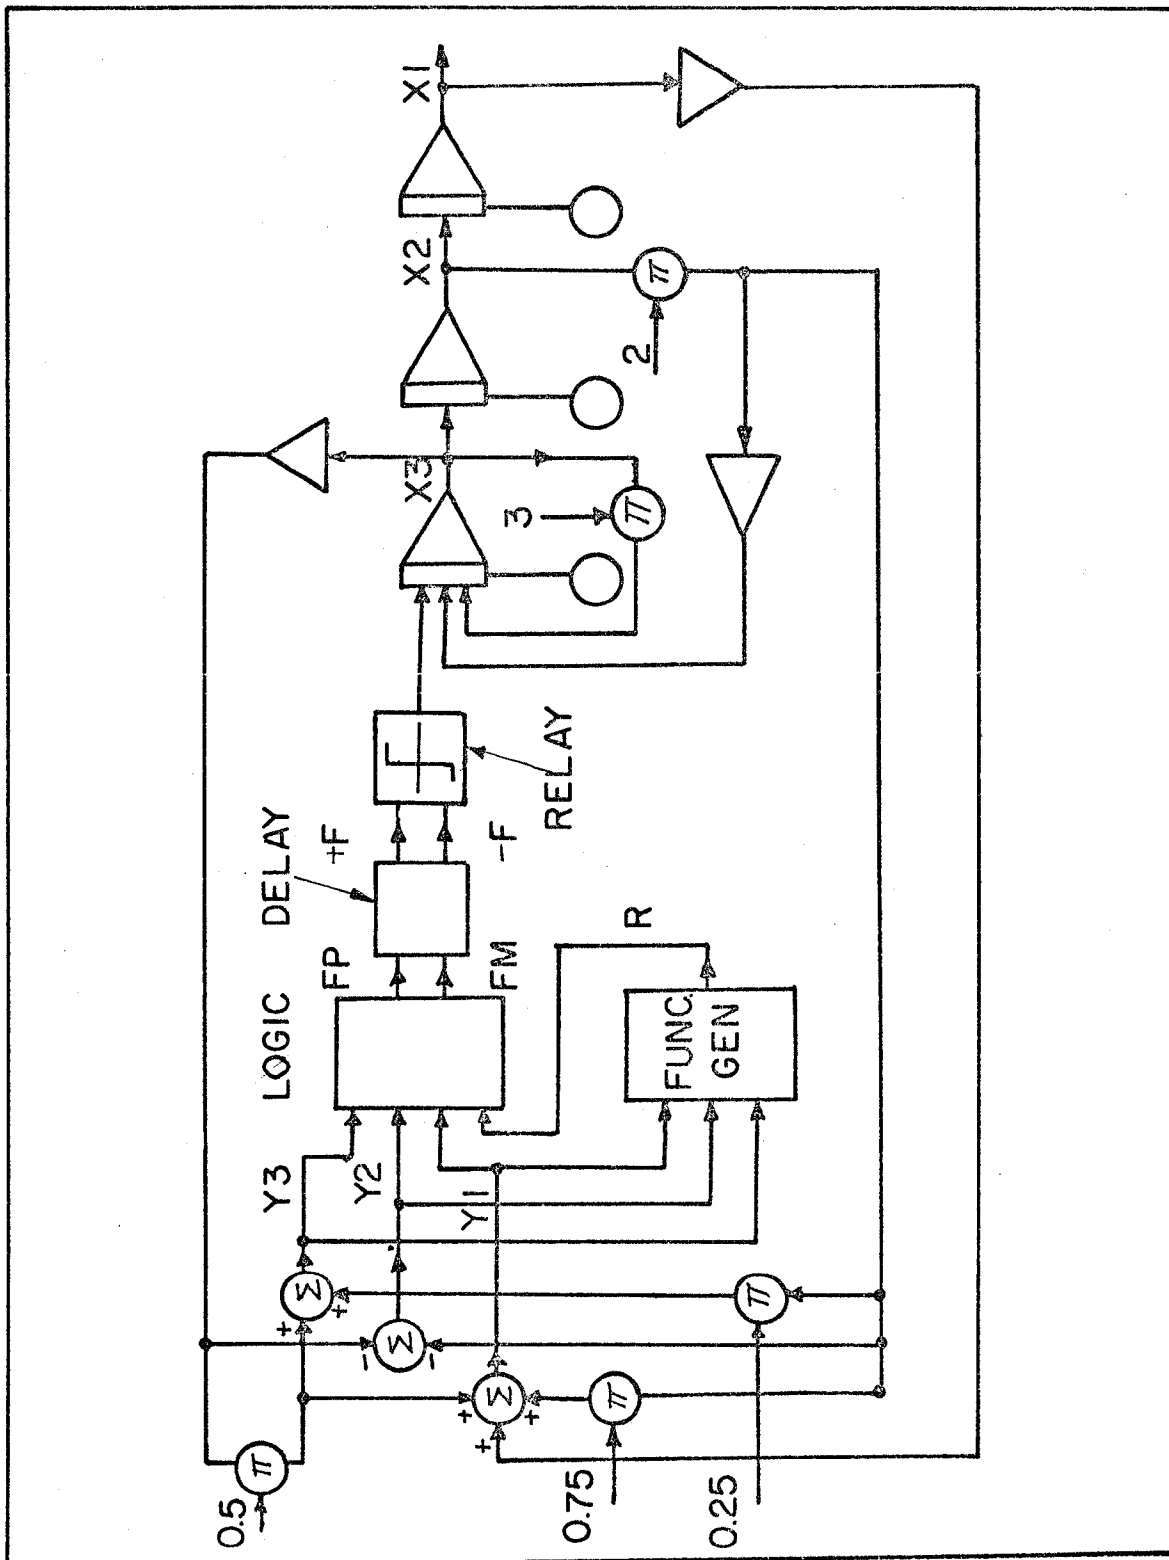 0.5
π
0.75
0.25
+
Σ
+
Y3
−
Σ
−
Y2
+
Σ
+
+
Y1
π
π
LOGIC
FUNC.
GEN
R
FP
FM
DELAY
+F
−F
RELAY
X3
3
π
X2
2
π
X1